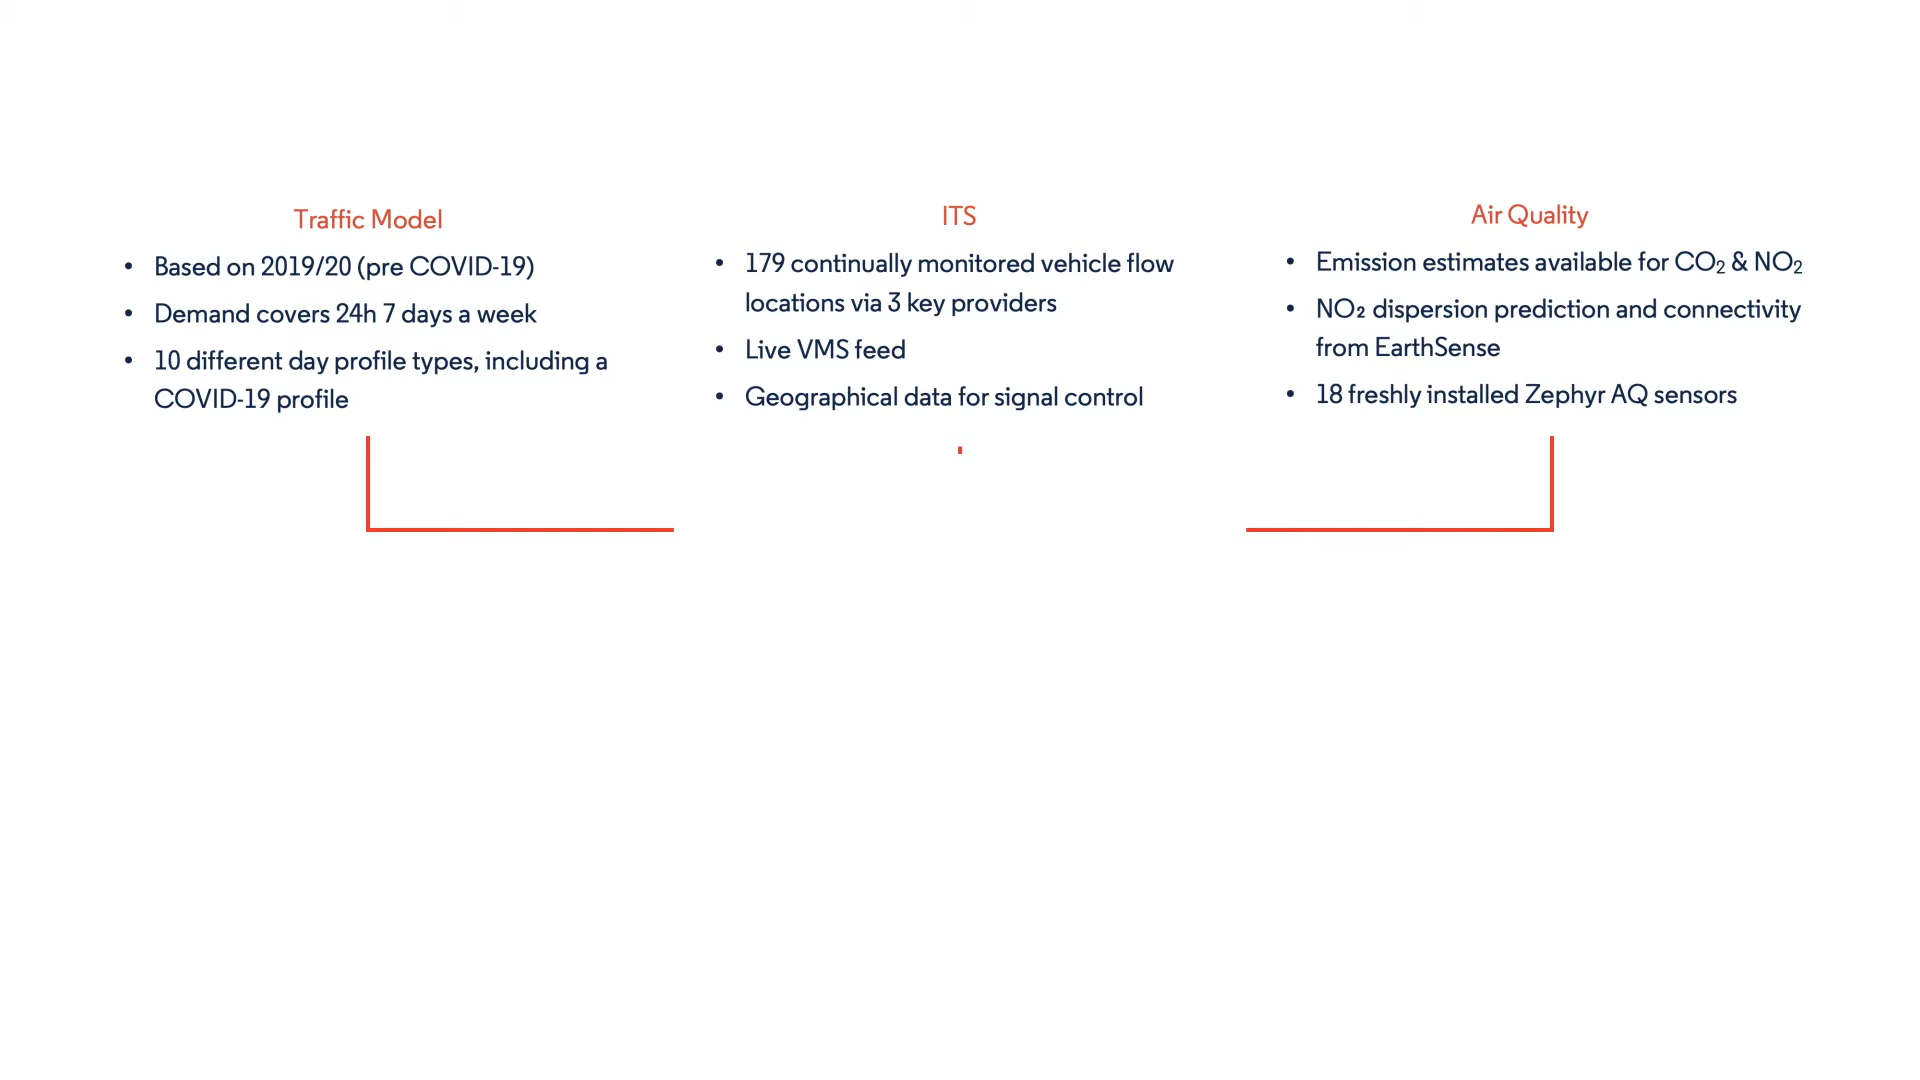 Traffic Model
• Based on 2019/20 (pre COVID-19)
• Demand covers 24h 7 days a week
• 10 different day profile types, including a
COVID-19 profile
ITS
• 179 continually monitored vehicle flow
locations via 3 key providers
• Live VMS feed
• Geographical data for signal control
Air Quality
• Emission estimates available for CO₂ & NO₂
• NO₂ dispersion prediction and connectivity
from EarthSense
• 18 freshly installed Zephyr AQ sensors